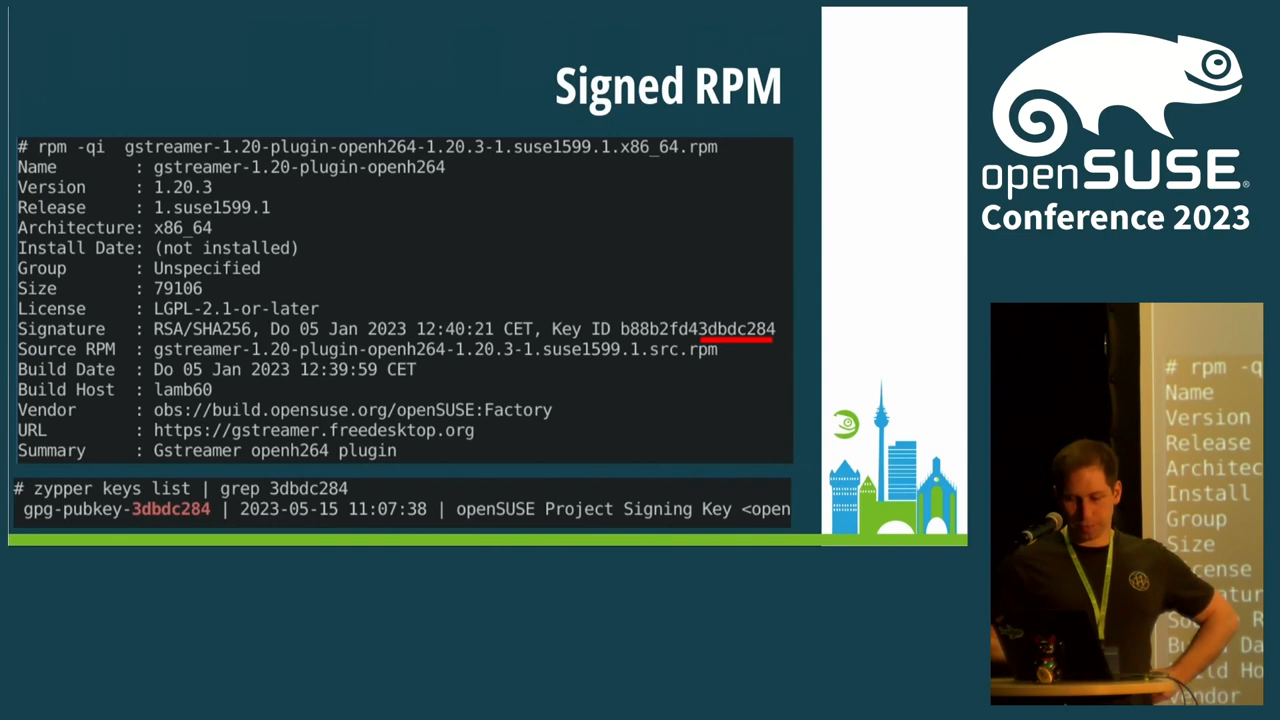 Signed RPM
# rpm -qi  gstreamer-1.20-plugin-openh264-1.20.3-1.suse1599.1.x86_64.rpm
Name        : gstreamer-1.20-plugin-openh264
Version     : 1.20.3
Release     : 1.suse1599.1
Architecture: x86_64
Install Date: (not installed)
Group       : Unspecified
Size        : 79106
License     : LGPL-2.1-or-later
Signature   : RSA/SHA256, Do 05 Jan 2023 12:40:21 CET, Key ID b88b2fd43dbdc284
Source RPM  : gstreamer-1.20-plugin-openh264-1.20.3-1.suse1599.1.src.rpm
Build Date  : Do 05 Jan 2023 12:39:59 CET
Build Host  : lamb60
Vendor      : obs://build.opensuse.org/openSUSE:Factory
URL         : https://gstreamer.freedesktop.org
Summary     : Gstreamer openh264 plugin
# zypper keys list | grep 3dbdc284
gpg-pubkey-3dbdc284 | 2023-05-15 11:07:38 | openSUSE Project Signing Key <open
openSUSE®
Conference 2023
# rpm -q
Name
Version
Release
Architec
Install
Group
Size
Vendor